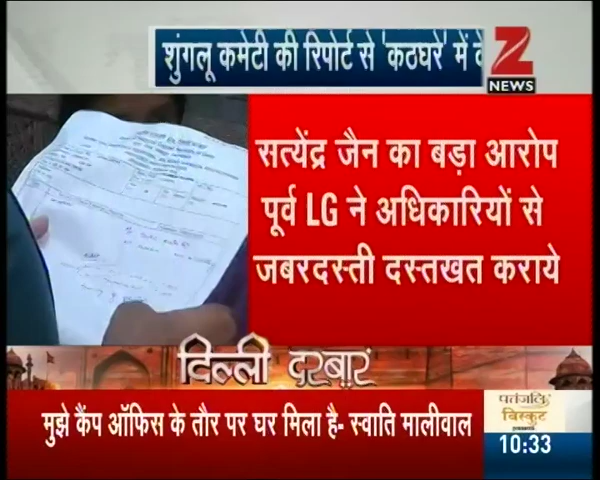 शुंगलू कमेटी की रिपोर्ट से 'कठघरे' में
Z
NEWS
सत्येंद्र जैन का बड़ा आरोप
पूर्व LG ने अधिकारियों से
जबरदस्ती दस्तखत कराये
दिल्ली दरबार
मुझे कैंप ऑफिस के तौर पर घर मिला है- स्वाति मालीवाल
पतंजलि
बिस्कुट
10:33